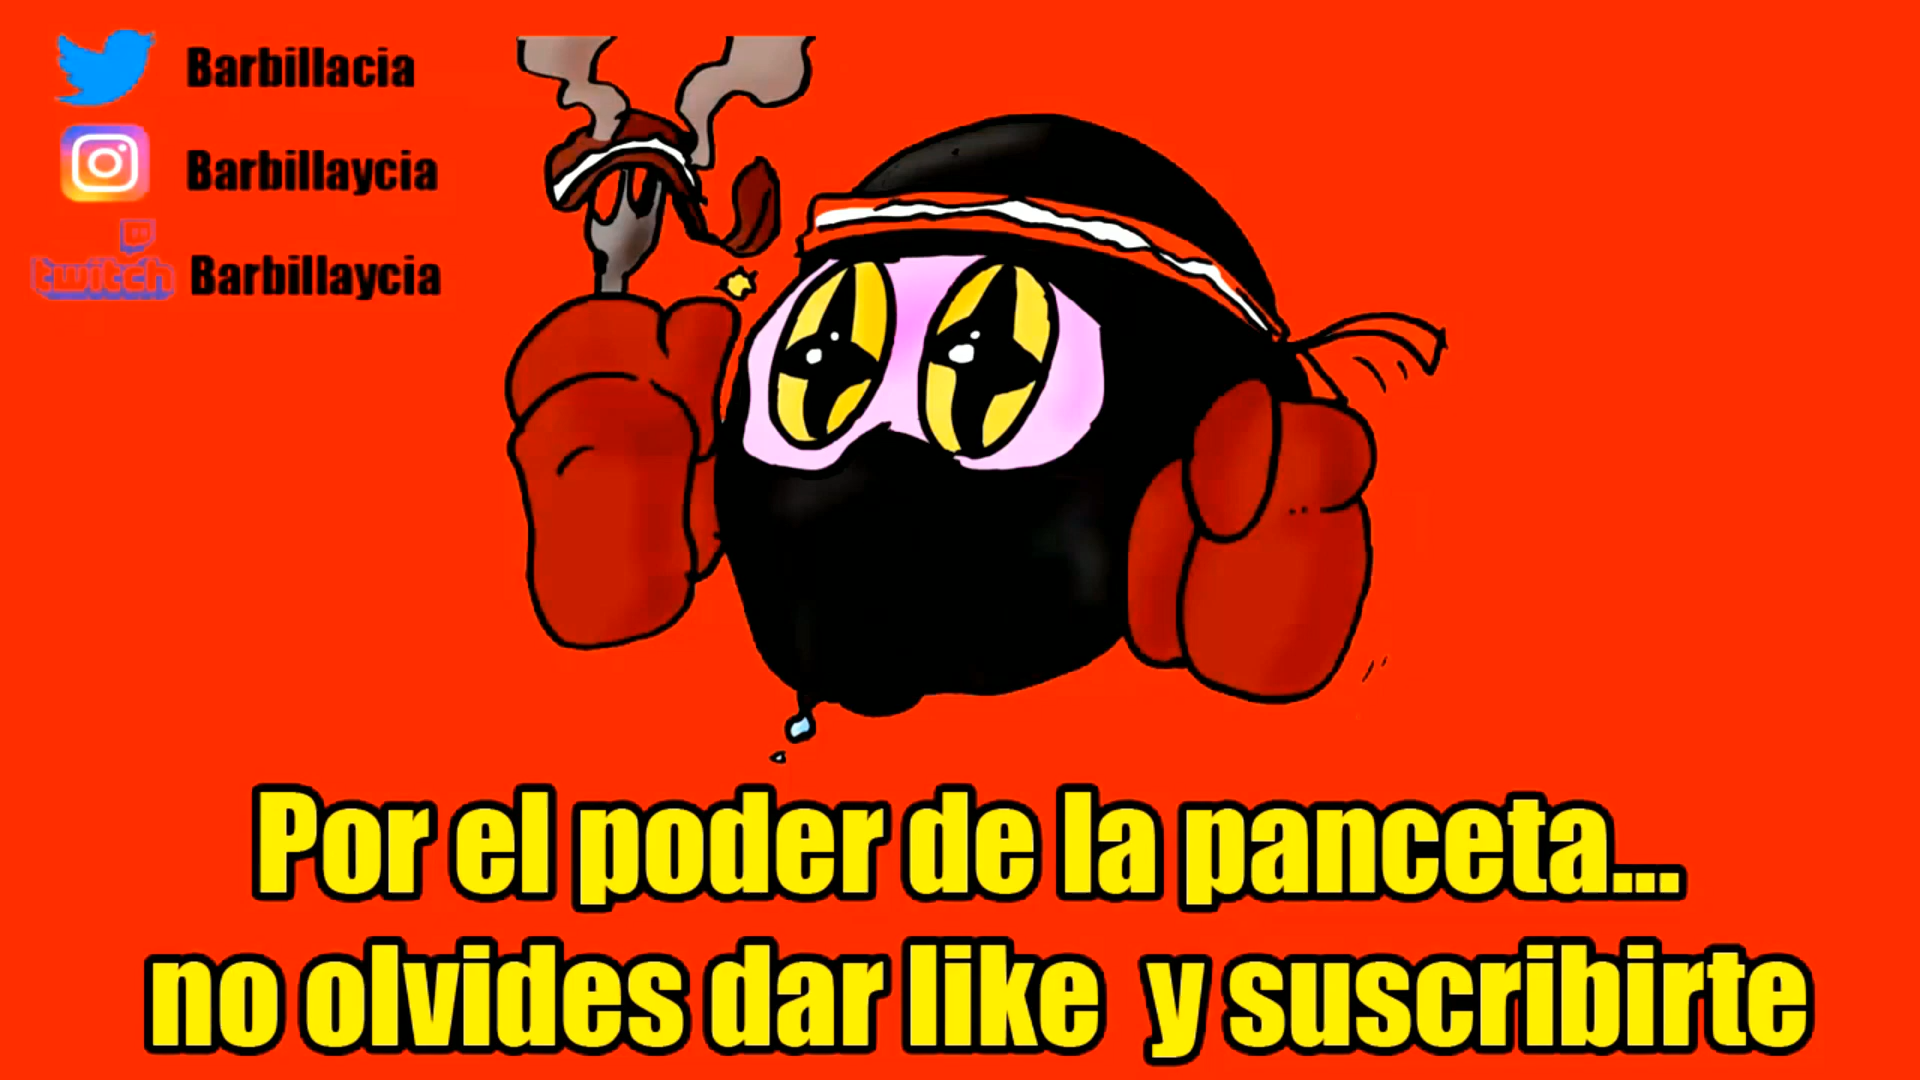 Barbillacia
Barbillaycia
twitch Barbillaycia
Por el poder de la panceta...
no olvides dar like y suscribirte